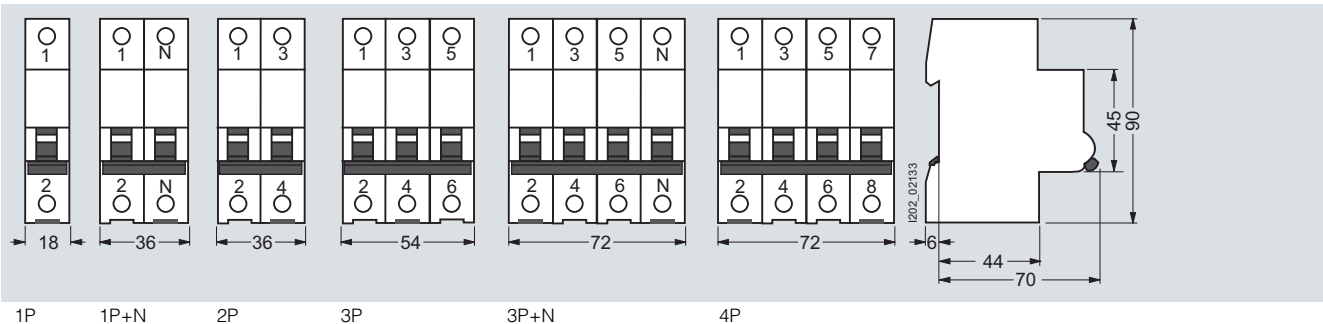 1 1 N 1 3 1 3 5 1 3 5 N 1 3 5 7
2 2 N 2 4 2 4 6 2 4 6 N 2 4 6 8
I202_02133
45
90
18 36 36 54 72 72 6
44
70
1P 1P+N 2P 3P 3P+N 4P